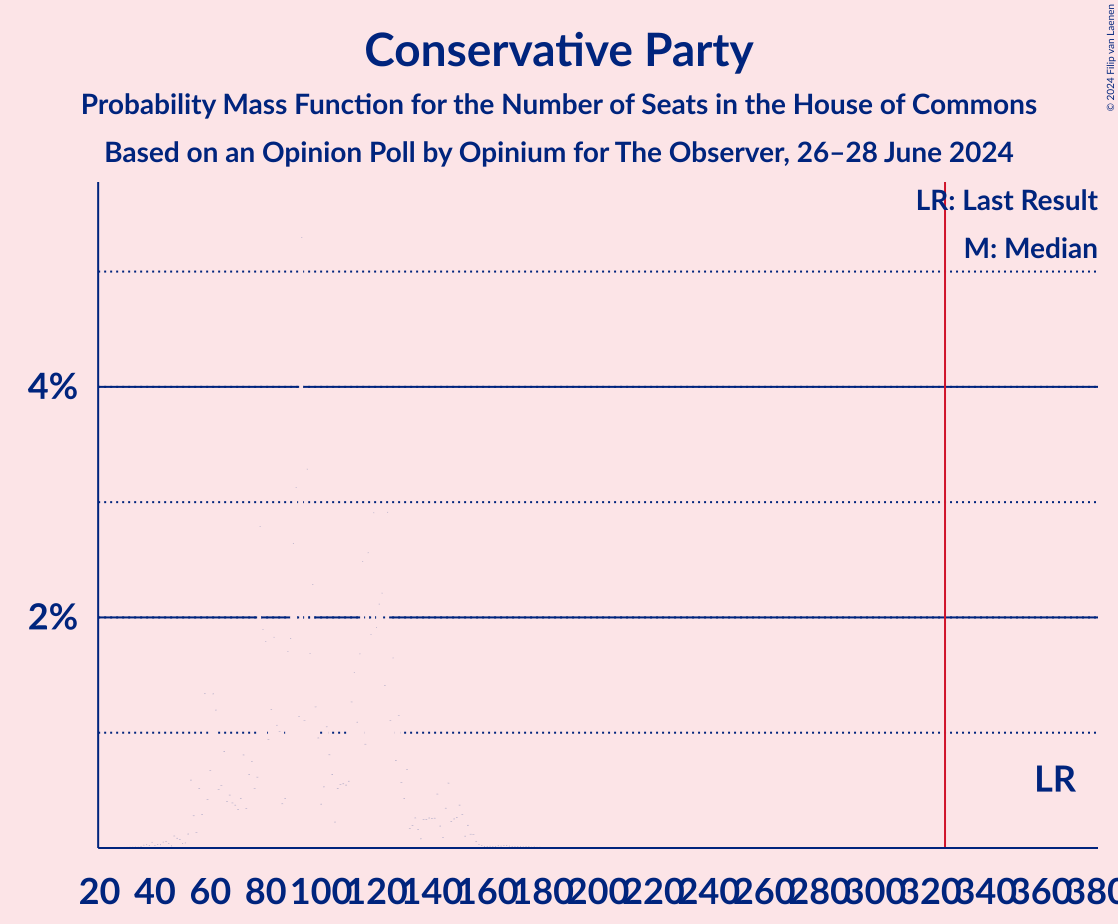 Conservative Party
Probability Mass Function for the Number of Seats in the House of Commons
Based on an Opinion Poll by Opinium for The Observer, 26–28 June 2024
© 2024 Filip van Laenen
LR: Last Result
M: Median
4%
2%
LR
20 40 60 80 100 120 140 160 180 200 220 240 260 280 300 320 340 360 380